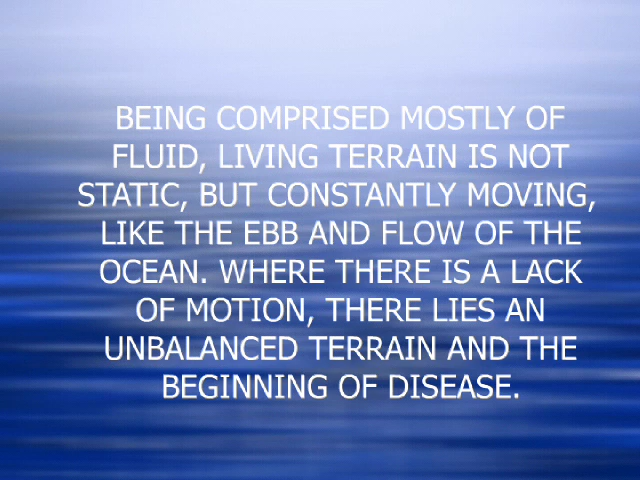 BEING COMPRISED MOSTLY OF
FLUID, LIVING TERRAIN IS NOT
STATIC, BUT CONSTANTLY MOVING,
LIKE THE EBB AND FLOW OF THE
OCEAN. WHERE THERE IS A LACK
OF MOTION, THERE LIES AN
UNBALANCED TERRAIN AND THE
BEGINNING OF DISEASE.